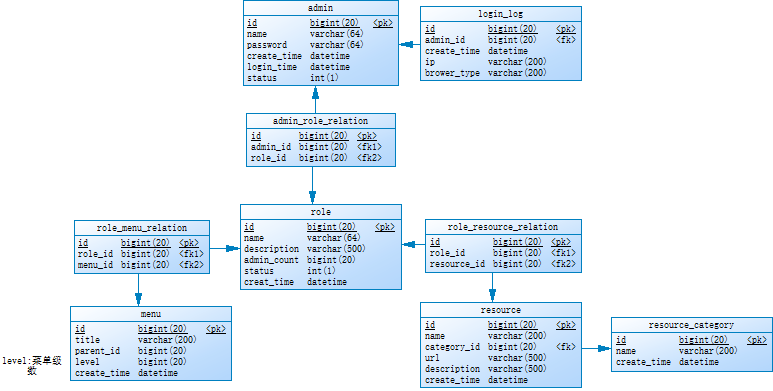 admin
id bigint(20) <pk>
name varchar(64)
password varchar(64)
create_time datetime
login_time datetime
status int(1)
login_log
id bigint(20) <pk>
admin_id bigint(20) <fk>
create_time datetime
ip varchar(200)
brower_type varchar(200)
admin_role_relation
id bigint(20) <pk>
admin_id bigint(20) <fk1>
role_id bigint(20) <fk2>
role
id bigint(20) <pk>
name varchar(64)
description varchar(500)
admin_count bigint(20)
status int(1)
creat_time datetime
role_menu_relation
id bigint(20) <pk>
role_id bigint(20) <fk1>
menu_id bigint(20) <fk2>
role_resource_relation
id bigint(20) <pk>
role_id bigint(20) <fk1>
resource_id bigint(20) <fk2>
menu
id bigint(20) <pk>
title varchar(200)
parent_id bigint(20)
level bigint(20)
create_time datetime
level:菜单级
数
resource
id bigint(20) <pk>
name varchar(200)
category_id bigint(20) <fk>
url varchar(500)
description varchar(500)
create_time datetime
resource_category
id bigint(20) <pk>
name varchar(200)
create_time datetime